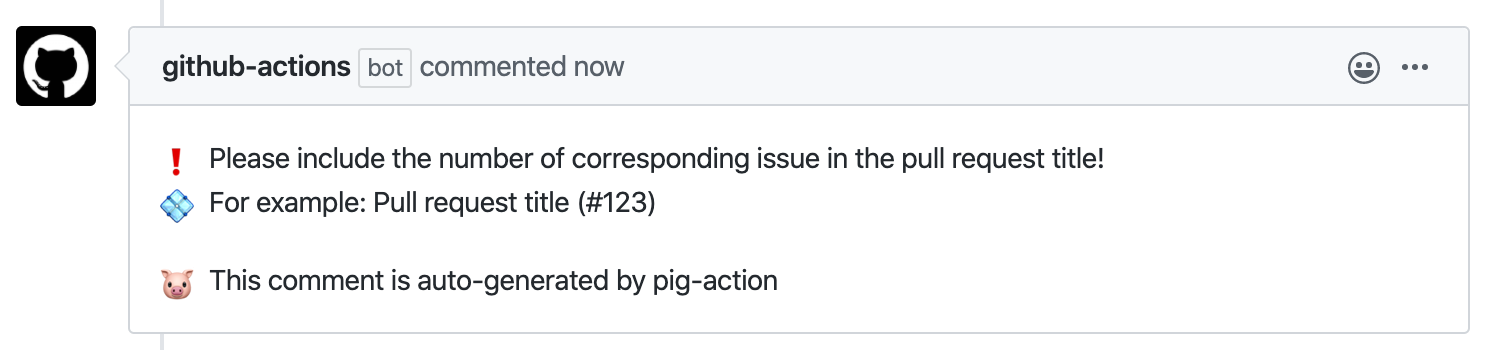 github-actions bot commented now
❗ Please include the number of corresponding issue in the pull request title!
💠 For example: Pull request title (#123)
🐷 This comment is auto-generated by pig-action